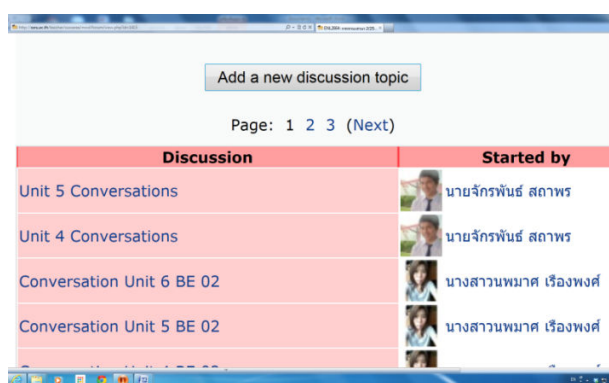 Add a new discussion topic
Page: 1 2 3 (Next)
Discussion Started by
Unit 5 Conversations นายจักรพันธ์ สถาพร
Unit 4 Conversations นายจักรพันธ์ สถาพร
Conversation Unit 6 BE 02 นางสาวนพมาศ เรืองพงศ์
Conversation Unit 5 BE 02 นางสาวนพมาศ เรืองพงศ์